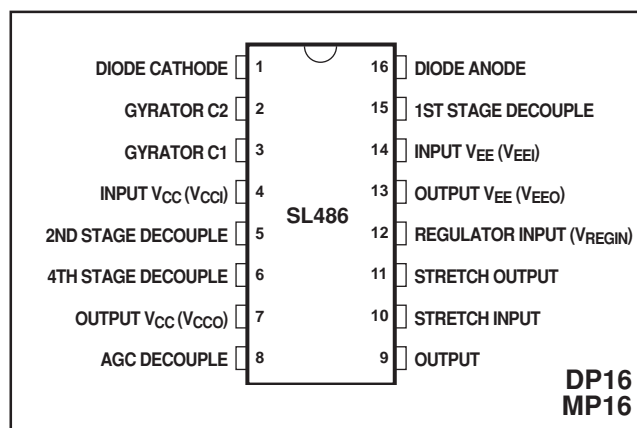 DIODE CATHODE 1 16 DIODE ANODE
GYRATOR C2 2 15 1ST STAGE DECOUPLE
GYRATOR C1 3 14 INPUT VEE (VEEI)
INPUT VCC (VCCI) 4 13 OUTPUT VEE (VEEO)
SL486
2ND STAGE DECOUPLE 5 12 REGULATOR INPUT (VREGIN)
4TH STAGE DECOUPLE 6 11 STRETCH OUTPUT
OUTPUT VCC (VCCO) 7 10 STRETCH INPUT
AGC DECOUPLE 8 9 OUTPUT
DP16
MP16